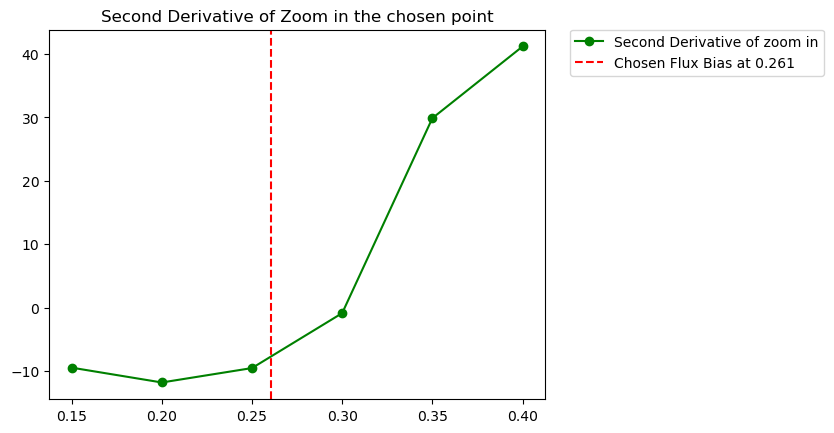 Second Derivative of Zoom in the chosen point
Second Derivative of zoom in
Chosen Flux Bias at 0.261
40
30
20
10
0
−10
0.15 0.20 0.25 0.30 0.35 0.40